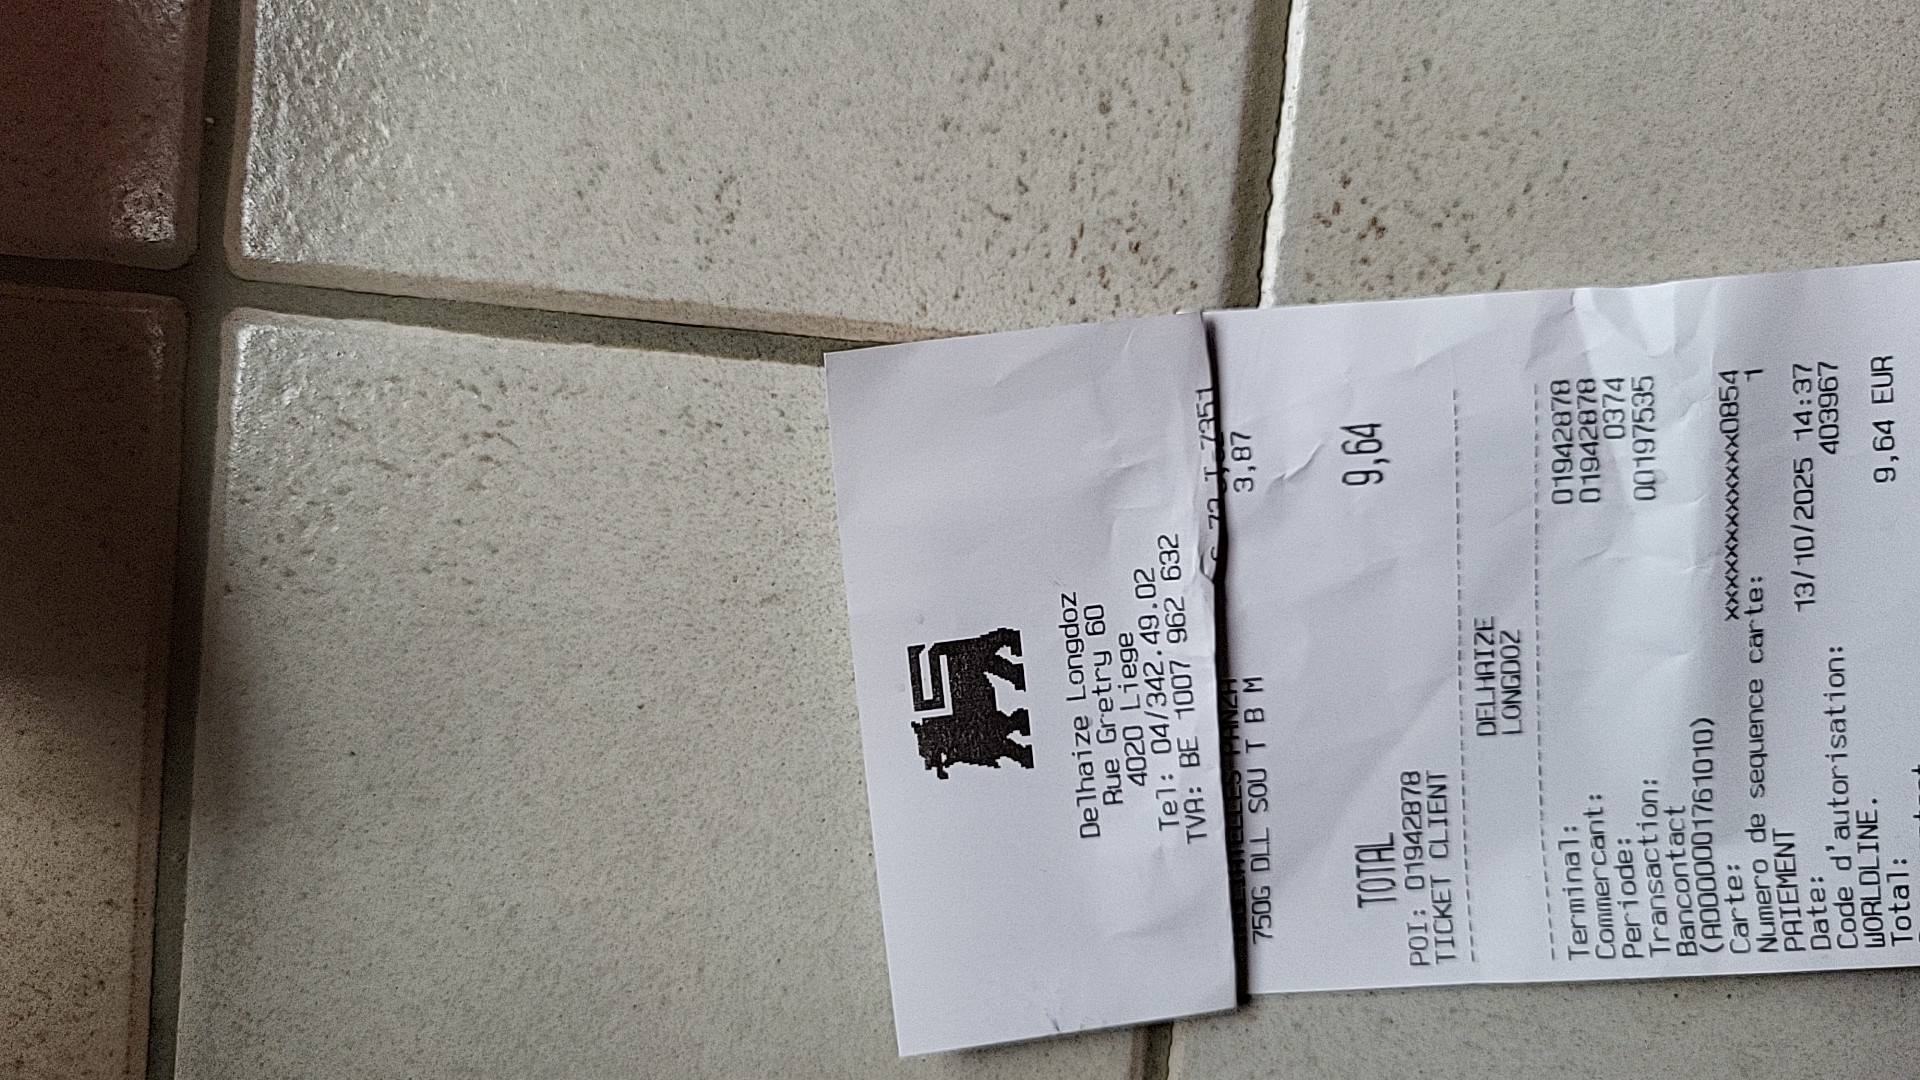 Delhaize Longdoz
Rue Gretry 60
4020 Liege
Tel: 04/342.49.02
TVA: BE 1007 962 632
750G DLL SOU T B M 3,87
TOTAL 9,64
POI: 01942878
TICKET CLIENT
DELHAIZE
LONGDOZ
Terminal: 01942878
Commercant: 01942878
Periode: 0374
Transaction: 00197535
Bancontact
(A0000000176 1010)
Carte: xxxxxxxxxxxxxxx0854
Numero de sequence carte: 1
PAIEMENT
Date: 13/10/2025 14:37
Code d'autorisation: 403967
WORLDLINE.
Total: 9,64 EUR